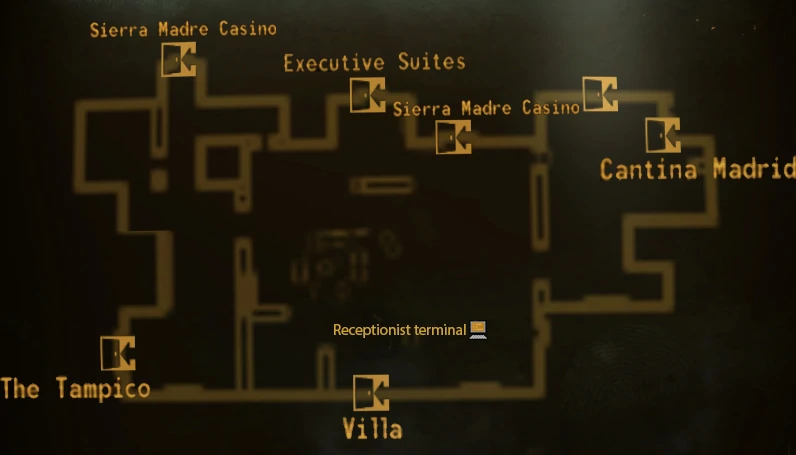 Sierra Madre Casino
Executive Suites
Sierra Madre Casino
Cantina Madrid
Receptionist terminal
The Tampico
Villa